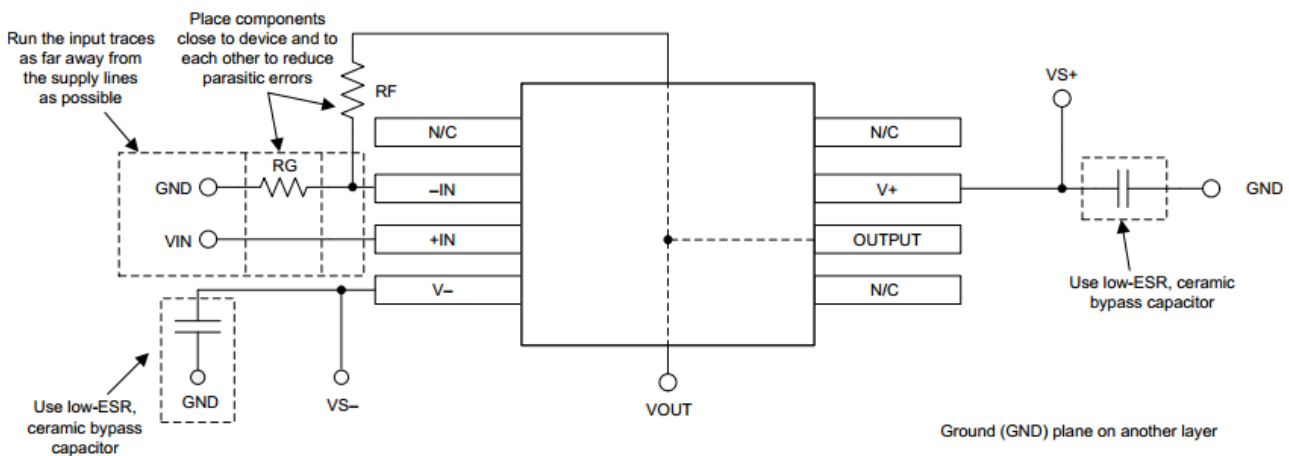 Place components
close to device and to
each other to reduce
parasitic errors
Run the input traces
as far away from
the supply lines
as possible
RF
VS+
N/C
N/C
RG
GND
–IN
V+
GND
VIN
+IN
OUTPUT
V–
N/C
Use low-ESR, ceramic
bypass capacitor
GND
VS–
VOUT
Use low-ESR,
ceramic bypass
capacitor
Ground (GND) plane on another layer